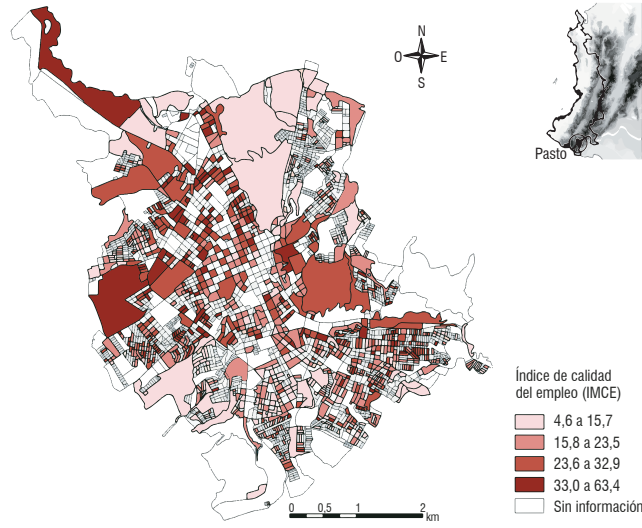 N
O E
S
Pasto
Índice de calidad
del empleo (IMCE)
4,6 a 15,7
15,8 a 23,5
23,6 a 32,9
33,0 a 63,4
Sin información
0 0,5 1 2
km